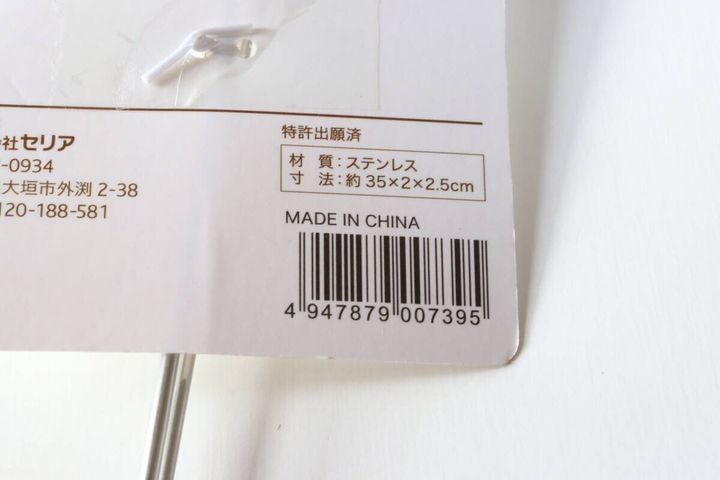 社セリア
-0934
大垣市外渕 2-38
120-188-581
特許出願済
材 質：ステンレス
寸 法：約 35×2×2.5cm
MADE IN CHINA
4 947879 007395